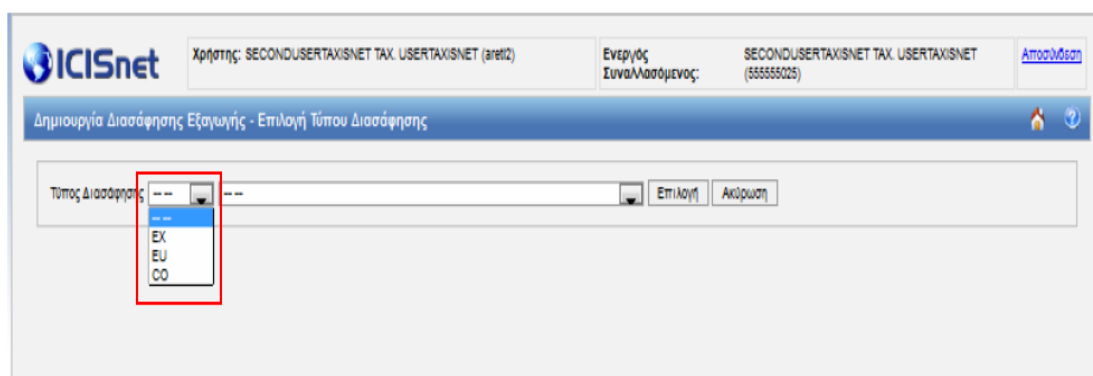 ICISnet
Χρήστης: SECONDUSERTAXISNET TAX. USERTAXISNET (areti2)
Ενεργός Συναλλασόμενος:
SECONDUSERTAXISNET TAX. USERTAXISNET (555555025)
Αποσύνδεση
Δημιουργία Διασάφησης Εξαγωγής - Επιλογή Τύπου Διασάφησης
Τύπος Διασάφησης -- -- -- -- Επιλογή Ακύρωση
-- --
EX
EU
CO